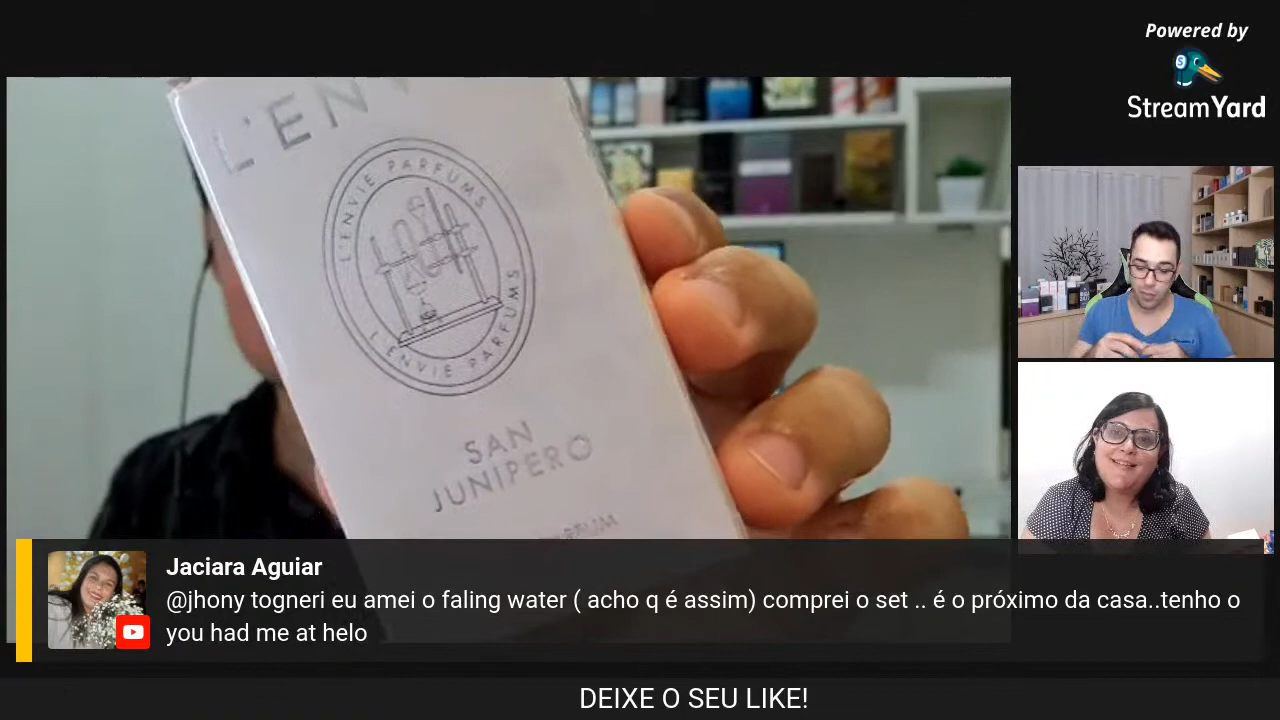 Powered by
StreamYard
L'ENV
L'ENVIE PARFUMS
L'ENVIE PARFUMS
SAN
JUNIPERO
Jaciara Aguiar
@jhony togneri eu amei o faling water ( acho q é assim) comprei o set .. é o próximo da casa..tenho o
you had me at helo
DEIXE O SEU LIKE!